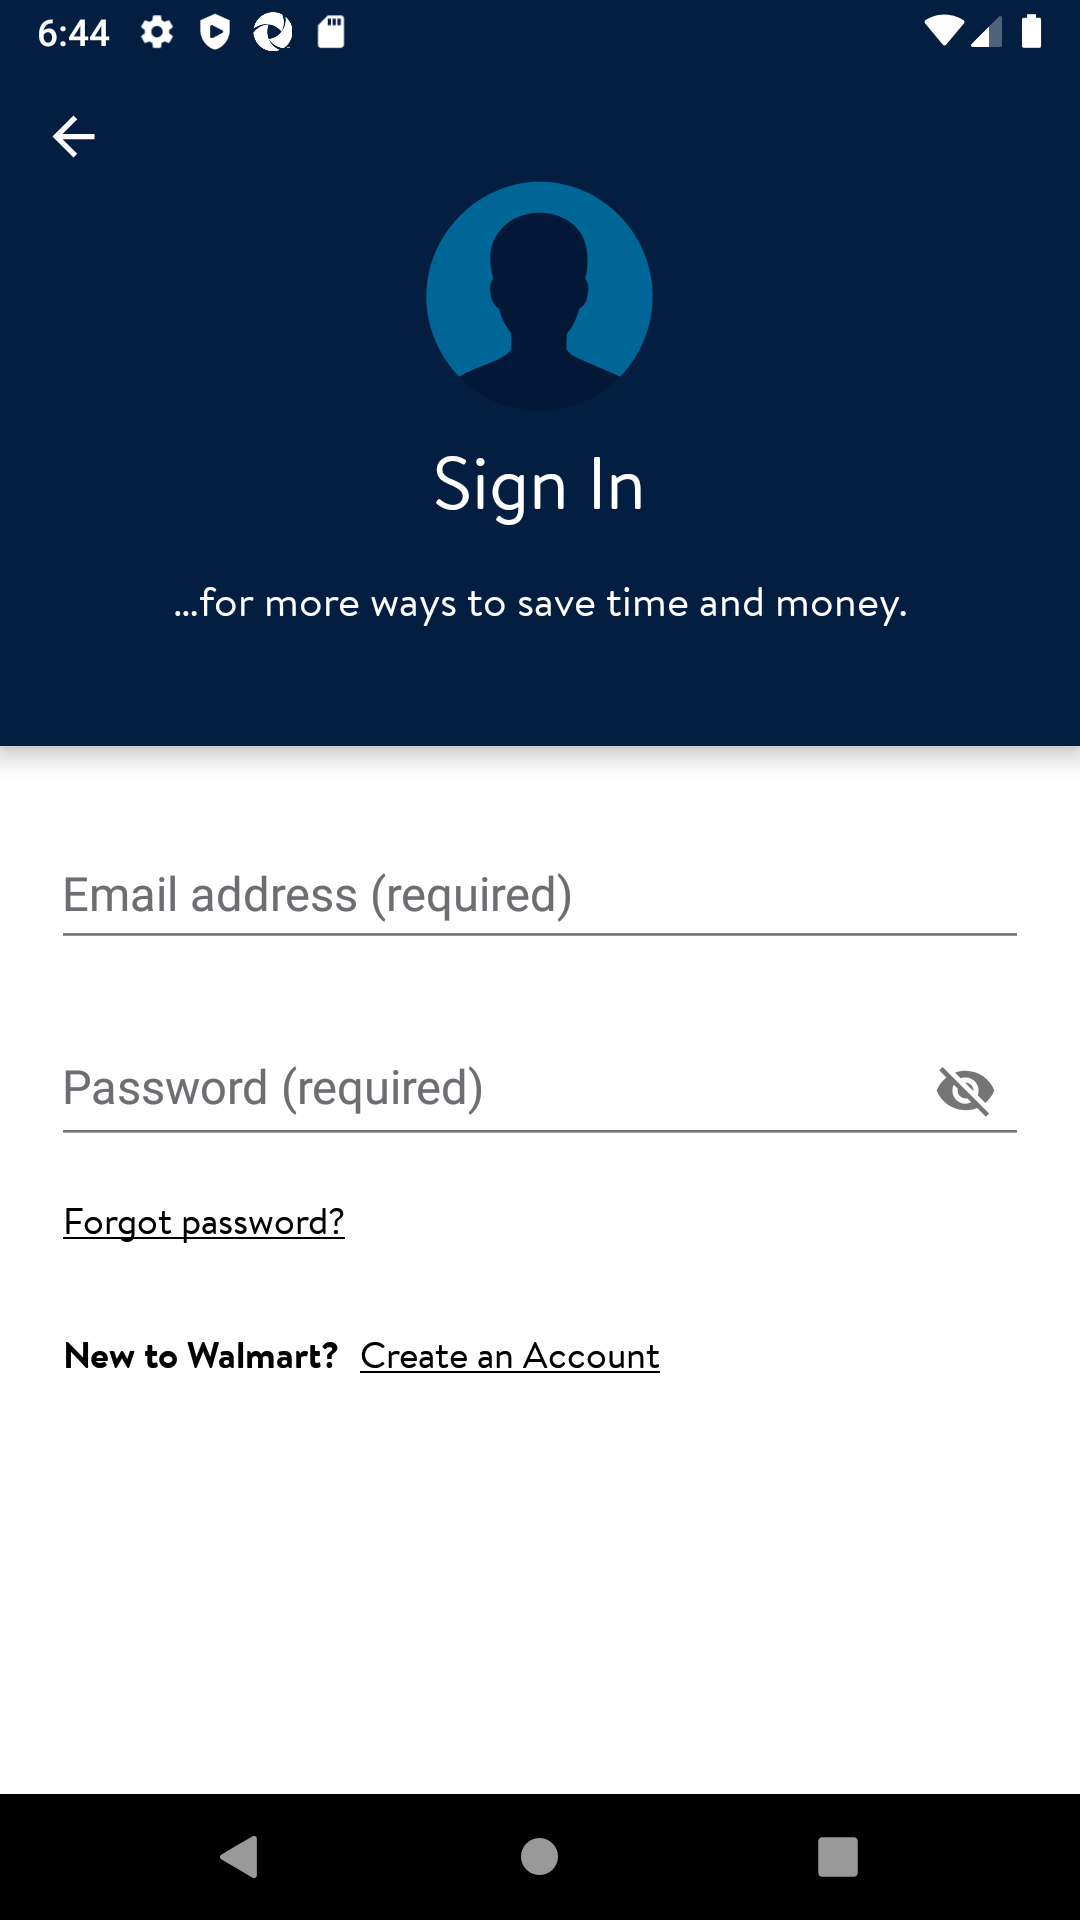 6:44
Sign In
...for more ways to save time and money.
Email address (required)
Password (required)
Forgot password?
New to Walmart? Create an Account